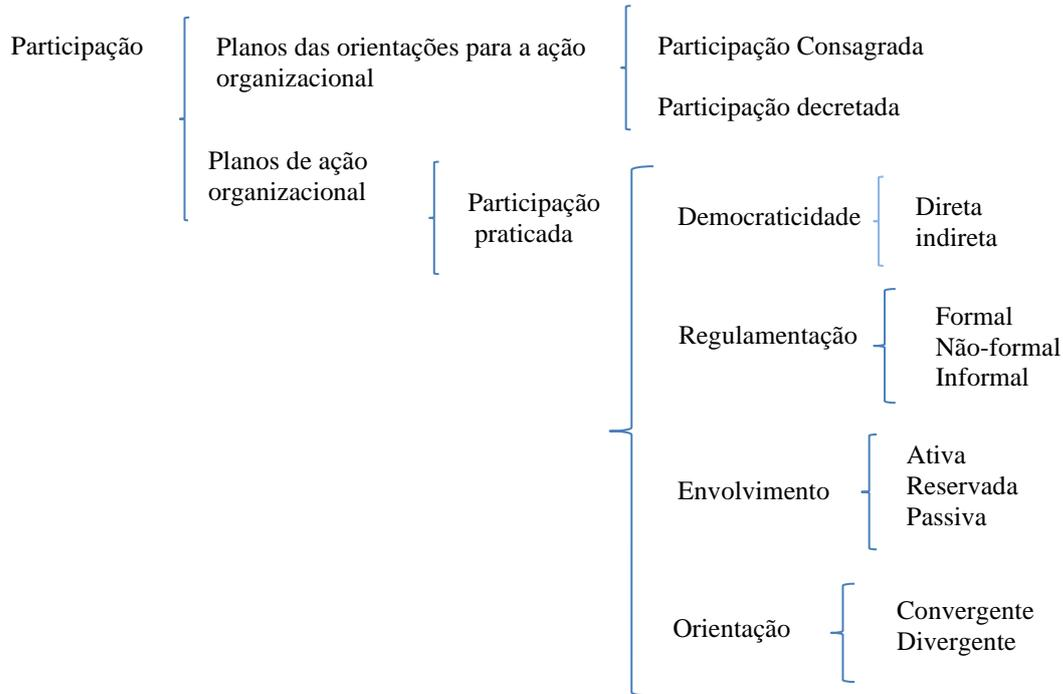 Participação
Planos das orientações para a ação
organizacional
Participação Consagrada
Participação decretada
Planos de ação
organizacional
Participação
praticada
Democraticidade
Direta
indireta
Regulamentação
Formal
Não-formal
Informal
Envolvimento
Ativa
Reservada
Passiva
Orientação
Convergente
Divergente